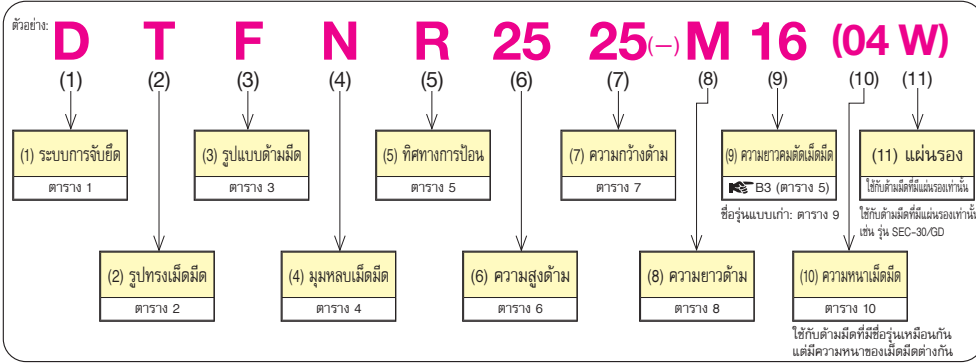 ตัวอย่าง:
D T F N R 25 25(−) M 16 (04 W)
(1) (2) (3) (4) (5) (6) (7) (8) (9) (10) (11)
(1) ระบบการจับยึด
ตาราง 1
(3) รูปแบบด้ามมีด
ตาราง 3
(5) ทิศทางการป้อน
ตาราง 5
(7) ความกว้างด้าม
ตาราง 7
(9) ความยาวคมตัดเม็ดมีด
B3 (ตาราง 5)
ชื่อรุ่นแบบเก่า: ตาราง 9
(11) แผ่นรอง
ใช้กับด้ามมีดที่มีแผ่นรองเท่านั้น
ใช้กับด้ามมีดที่มีแผ่นรองเท่านั้น
เช่น รุ่น SEC-30/GD
(2) รูปทรงเม็ดมีด
ตาราง 2
(4) มุมหลบเม็ดมีด
ตาราง 4
(6) ความสูงด้าม
ตาราง 6
(8) ความยาวด้าม
ตาราง 8
(10) ความหนาเม็ดมีด
ตาราง 10
ใช้กับด้ามมีดที่มีชื่อรุ่นเหมือนกัน
แต่มีความหนาของเม็ดมีดต่างกัน